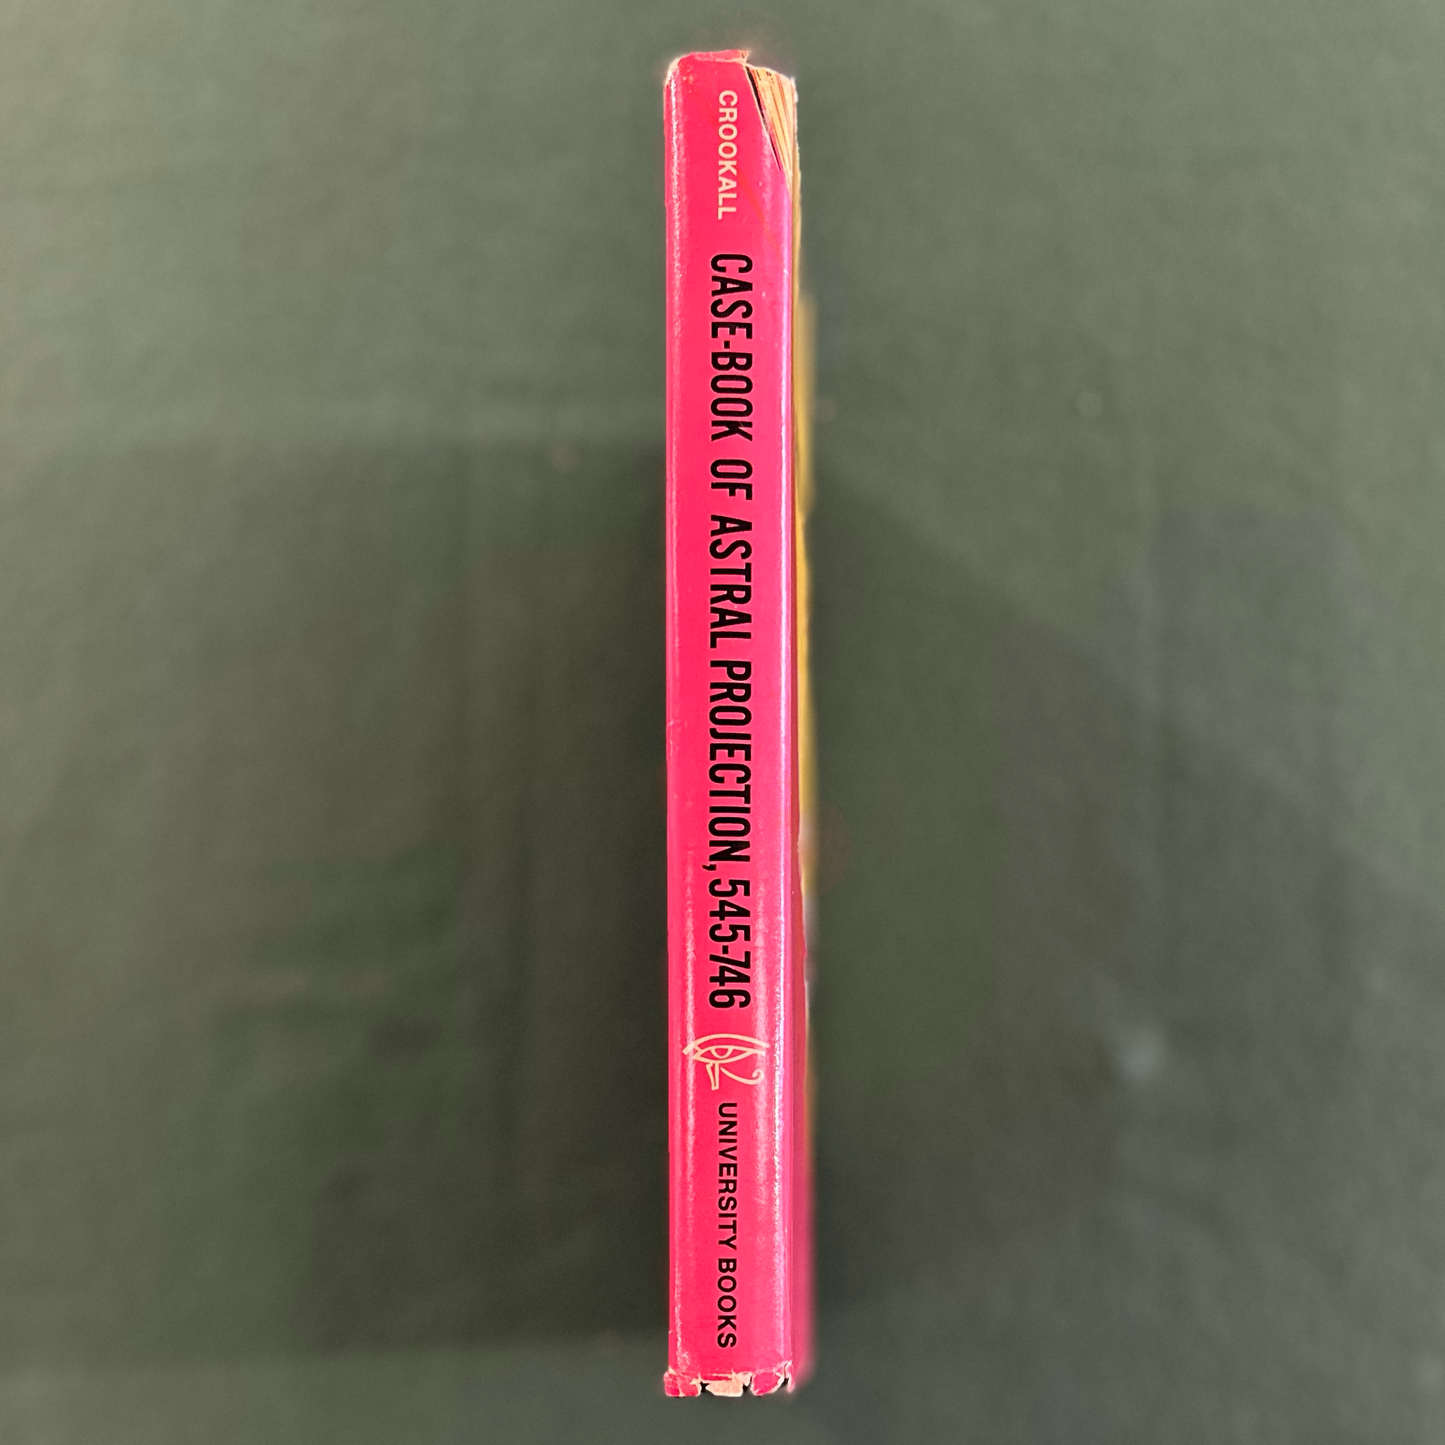 CROOKALL
CASE-BOOK OF ASTRAL PROJECTION, 545-746
UNIVERSITY BOOKS